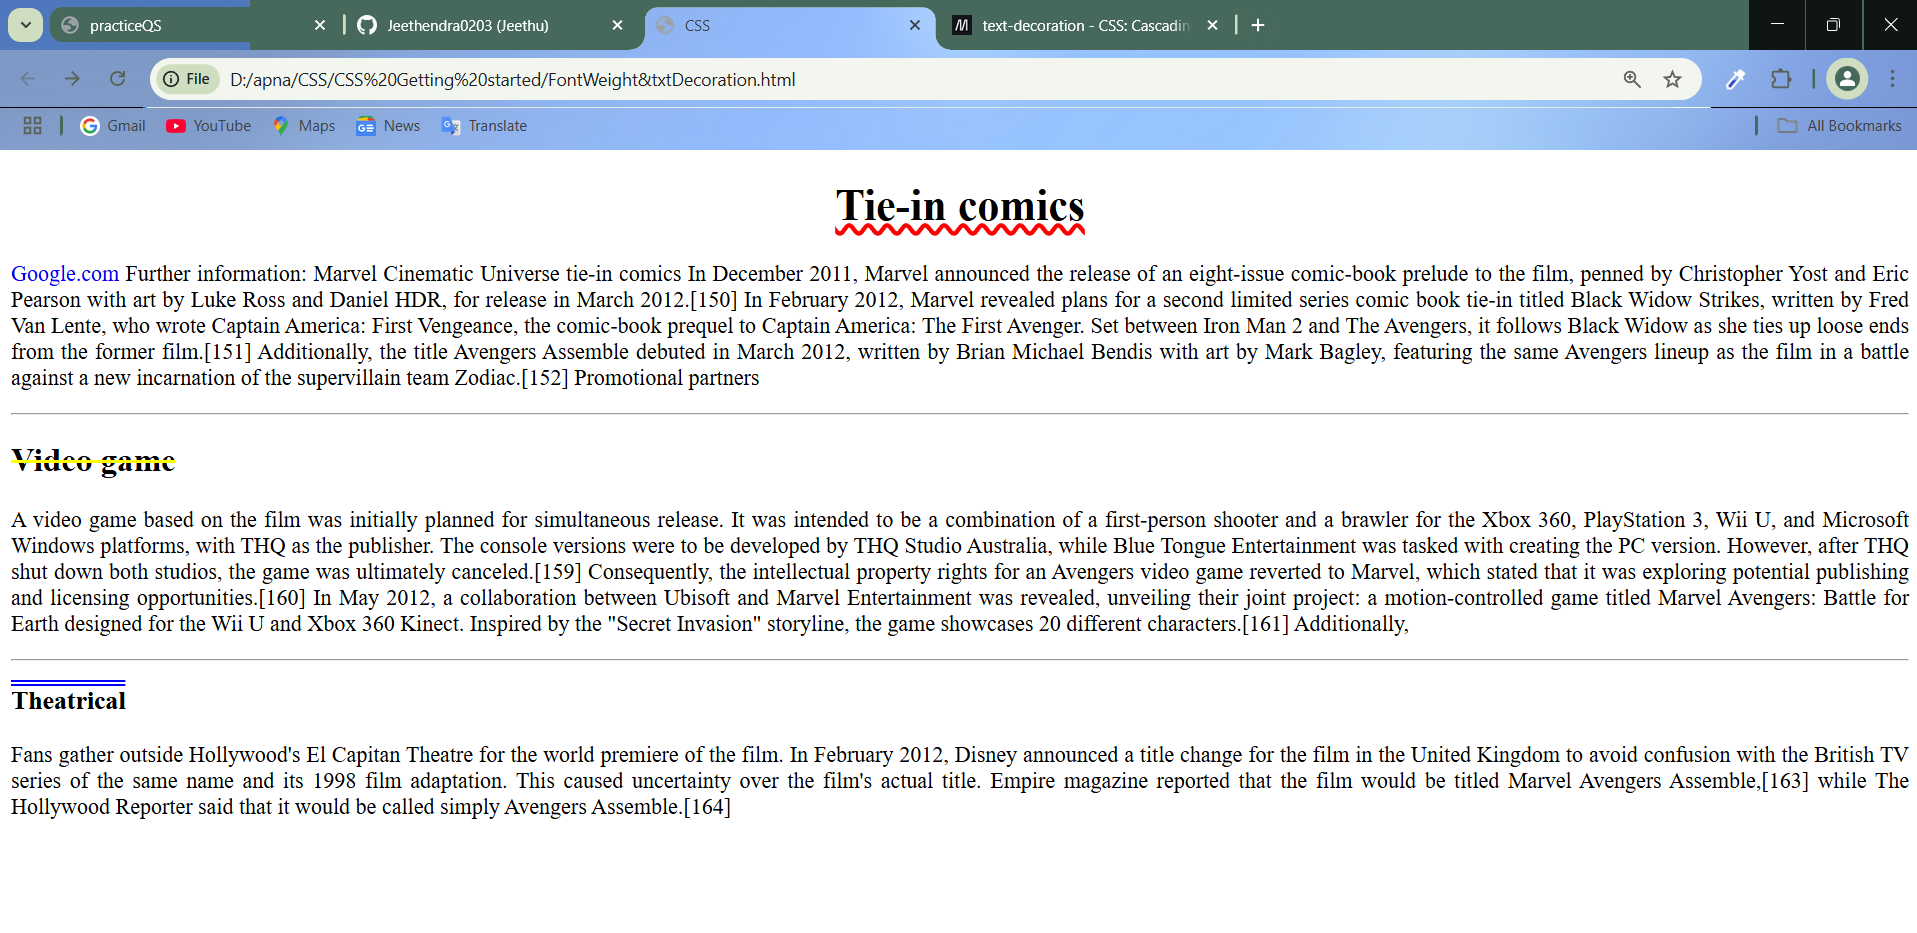 practiceQS
Jeethendra0203 (Jeethu)
CSS
text-decoration - CSS: Cascadin
File
D:/apna/CSS/CSS%20Getting%20started/FontWeight&txtDecoration.html
Gmail
YouTube
Maps
News
Translate
All Bookmarks
Tie-in comics
Google.com Further information: Marvel Cinematic Universe tie-in comics In December 2011, Marvel announced the release of an eight-issue comic-book prelude to the film, penned by Christopher Yost and Eric
Pearson with art by Luke Ross and Daniel HDR, for release in March 2012.[150] In February 2012, Marvel revealed plans for a second limited series comic book tie-in titled Black Widow Strikes, written by Fred
Van Lente, who wrote Captain America: First Vengeance, the comic-book prequel to Captain America: The First Avenger. Set between Iron Man 2 and The Avengers, it follows Black Widow as she ties up loose ends
from the former film.[151] Additionally, the title Avengers Assemble debuted in March 2012, written by Brian Michael Bendis with art by Mark Bagley, featuring the same Avengers lineup as the film in a battle
against a new incarnation of the supervillain team Zodiac.[152] Promotional partners
Video game
A video game based on the film was initially planned for simultaneous release. It was intended to be a combination of a first-person shooter and a brawler for the Xbox 360, PlayStation 3, Wii U, and Microsoft
Windows platforms, with THQ as the publisher. The console versions were to be developed by THQ Studio Australia, while Blue Tongue Entertainment was tasked with creating the PC version. However, after THQ
shut down both studios, the game was ultimately canceled.[159] Consequently, the intellectual property rights for an Avengers video game reverted to Marvel, which stated that it was exploring potential publishing
and licensing opportunities.[160] In May 2012, a collaboration between Ubisoft and Marvel Entertainment was revealed, unveiling their joint project: a motion-controlled game titled Marvel Avengers: Battle for
Earth designed for the Wii U and Xbox 360 Kinect. Inspired by the "Secret Invasion" storyline, the game showcases 20 different characters.[161] Additionally,
Theatrical
Fans gather outside Hollywood's El Capitan Theatre for the world premiere of the film. In February 2012, Disney announced a title change for the film in the United Kingdom to avoid confusion with the British TV
series of the same name and its 1998 film adaptation. This caused uncertainty over the film's actual title. Empire magazine reported that the film would be titled Marvel Avengers Assemble,[163] while The
Hollywood Reporter said that it would be called simply Avengers Assemble.[164]